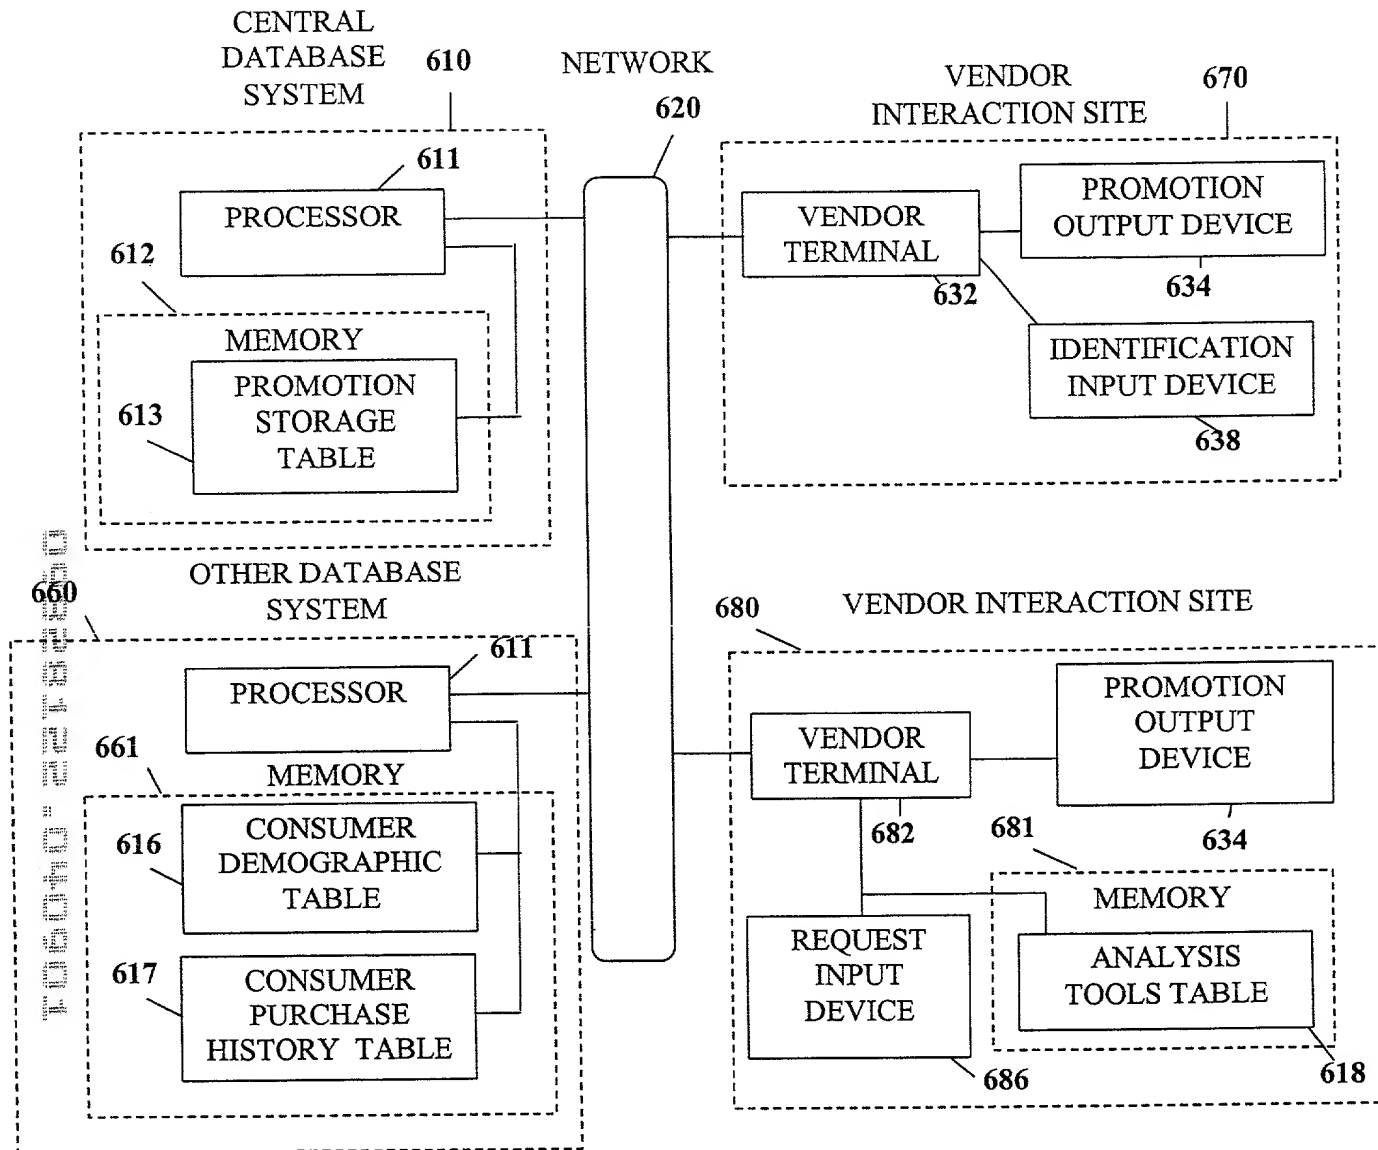 CENTRAL
DATABASE
SYSTEM
610
NETWORK
620
VENDOR
INTERACTION SITE
670
611
PROCESSOR
612
MEMORY
PROMOTION
STORAGE
TABLE
613
VENDOR
TERMINAL
632
PROMOTION
OUTPUT DEVICE
634
IDENTIFICATION
INPUT DEVICE
638
OTHER DATABASE
SYSTEM
660
611
PROCESSOR
661
MEMORY
CONSUMER
DEMOGRAPHIC
TABLE
616
CONSUMER
PURCHASE
HISTORY TABLE
617
680
VENDOR INTERACTION SITE
VENDOR
TERMINAL
682
PROMOTION
OUTPUT
DEVICE
634
681
MEMORY
ANALYSIS
TOOLS TABLE
618
REQUEST
INPUT
DEVICE
686